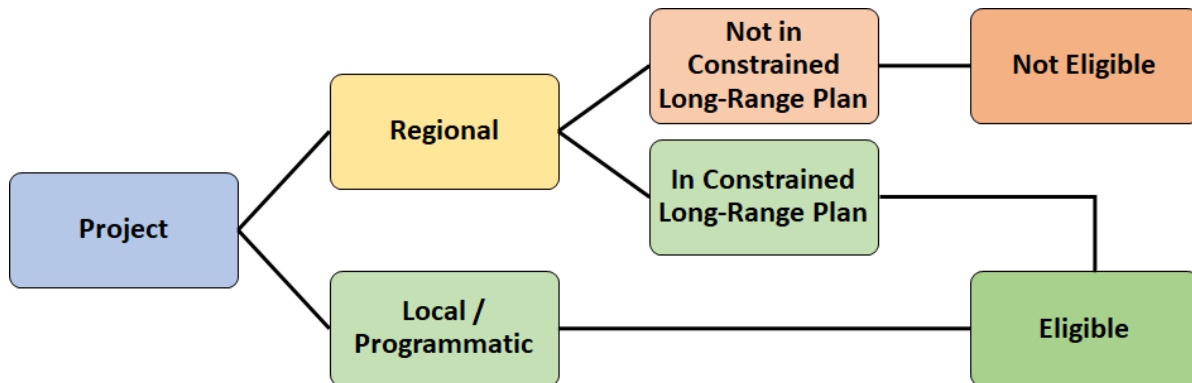 Not in
Constrained
Long-Range Plan
Not Eligible
Regional
In Constrained
Long-Range Plan
Project
Local /
Programmatic
Eligible